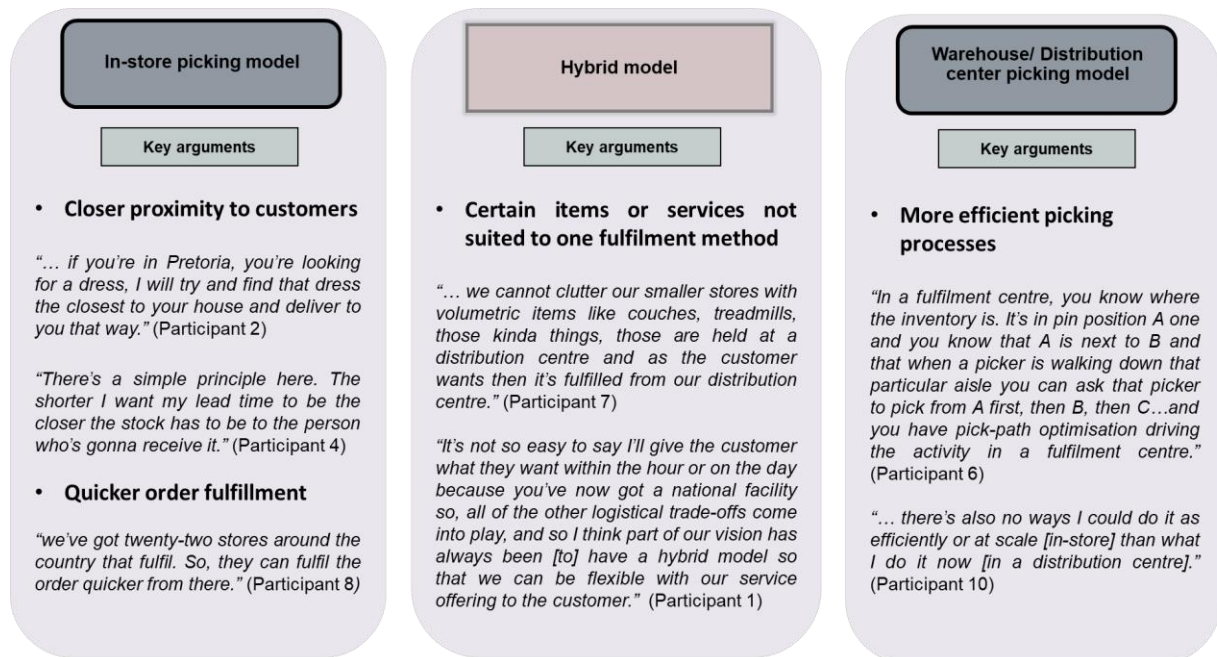 In-store picking model
Key arguments
• Closer proximity to customers
“… if you’re in Pretoria, you’re looking
for a dress, I will try and find that dress
the closest to your house and deliver to
you that way.” (Participant 2)
“There’s a simple principle here. The
shorter I want my lead time to be the
closer the stock has to be to the person
who’s gonna receive it.” (Participant 4)
• Quicker order fulfillment
“we’ve got twenty-two stores around the
country that fulfil. So, they can fulfil the
order quicker from there.” (Participant 8)
Hybrid model
Key arguments
• Certain items or services not
suited to one fulfilment method
“… we cannot clutter our smaller stores with
volumetric items like couches, treadmills,
those kinda things, those are held at a
distribution centre and as the customer
wants then it’s fulfilled from our distribution
centre.” (Participant 7)
“It’s not so easy to say I’ll give the customer
what they want within the hour or on the day
because you’ve now got a national facility
so, all of the other logistical trade-offs come
into play, and so I think part of our vision has
always been [to] have a hybrid model so
that we can be flexible with our service
offering to the customer.” (Participant 1)
Warehouse/ Distribution
center picking model
Key arguments
• More efficient picking
processes
“In a fulfilment centre, you know where
the inventory is. It’s in pin position A one
and you know that A is next to B and
that when a picker is walking down that
particular aisle you can ask that picker
to pick from A first, then B, then C…and
you have pick-path optimisation driving
the activity in a fulfilment centre.”
(Participant 6)
“… there’s also no ways I could do it as
efficiently or at scale [in-store] than what
I do it now [in a distribution centre].”
(Participant 10)